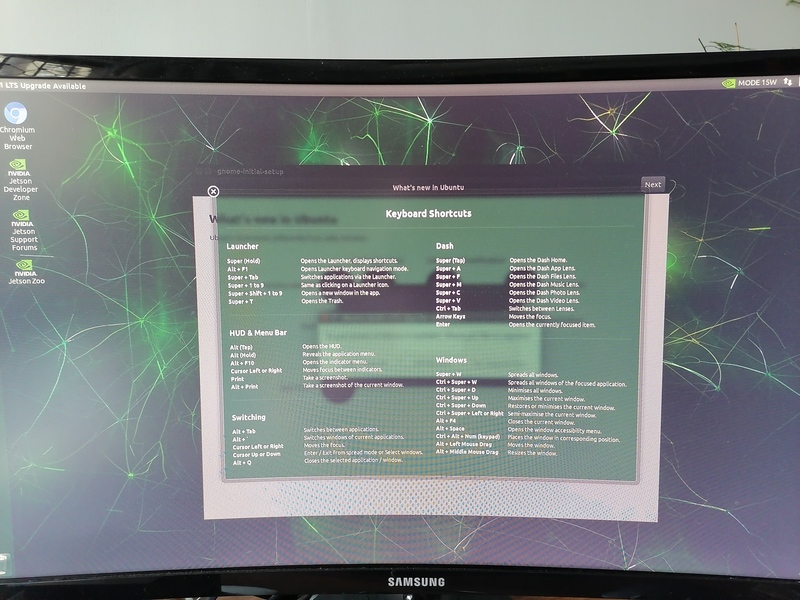 1 LTS Upgrade Available
MODE 15W
Chromium
Web
Browser
NVIDIA
Jetson
Developer
Zone
NVIDIA
Jetson
Support
Forums
NVIDIA
Jetson Zoo
gnome-initial-setup
What's new in Ubuntu
Next
What's new in Ubuntu
Keyboard Shortcuts
Launcher
Super (Hold) Opens the Launcher, displays shortcuts.
Alt + F1 Opens Launcher keyboard navigation mode.
Super + Tab Switches applications via the Launcher.
Super + 1 to 9 Same as clicking on a Launcher icon.
Super + Shift + 1 to 9 Opens a new window in the app.
Super + T Opens the Trash.
HUD & Menu Bar
Alt (Tap) Opens the HUD.
Alt (Hold) Reveals the application menu.
Alt + F10 Opens the indicator menu.
Cursor Left or Right Moves focus between indicators.
Print Take a screenshot.
Alt + Print Take a screenshot of the current window.
Switching
Alt + Tab Switches between applications.
Alt + ` Switches windows of current applications.
Cursor Left or Right Moves the focus.
Cursor Up or Down Enter / Exit from spread mode or Select windows.
Alt + Q Closes the selected application / window.
Dash
Super (Tap) Opens the Dash Home.
Super + A Opens the Dash App Lens.
Super + F Opens the Dash Files Lens.
Super + M Opens the Dash Music Lens.
Super + C Opens the Dash Photo Lens.
Super + V Opens the Dash Video Lens.
Ctrl + Tab Switches between Lenses.
Arrow Keys Moves the focus.
Enter Opens the currently focused item.
Windows
Super + W Spreads all windows.
Ctrl + Super + W Spreads all windows of the focused application.
Ctrl + Super + D Minimises all windows.
Ctrl + Super + Up Maximises the current window.
Ctrl + Super + Down Restores or minimises the current window.
Ctrl + Super + Left or Right Semi-maximise the current window.
Alt + F4 Closes the current window.
Alt + Space Opens the window accessibility menu.
Ctrl + Alt + Num (keypad) Places the window in corresponding position.
Alt + Left Mouse Drag Moves the window.
Alt + Middle Mouse Drag Resizes the window.
SAMSUNG